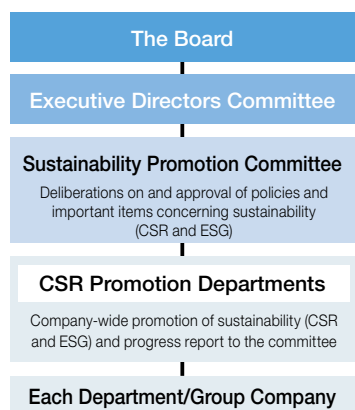 The Board
Executive Directors Committee
Sustainability Promotion Committee
Deliberations on and approval of policies and
important items concerning sustainability
(CSR and ESG)
CSR Promotion Departments
Company-wide promotion of sustainability (CSR
and ESG) and progress report to the committee
Each Department/Group Company